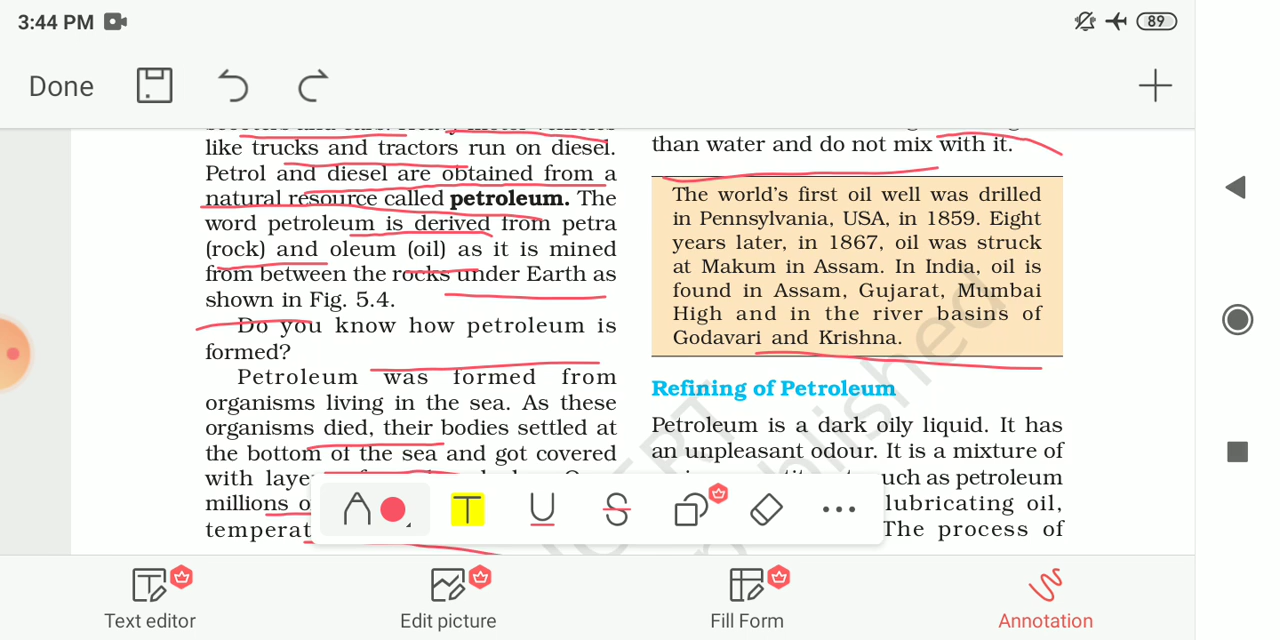 3:44 PM
89
Done
like trucks and tractors run on diesel.
Petrol and diesel are obtained from a
natural resource called petroleum. The
word petroleum is derived from petra
(rock) and oleum (oil) as it is mined
from between the rocks under Earth as
shown in Fig. 5.4.
Do you know how petroleum is
formed?
Petroleum was formed from
organisms living in the sea. As these
organisms died, their bodies settled at
the bottom of the sea and got covered
with
millions
than water and do not mix with it.
The world's first oil well was drilled
in Pennsylvania, USA, in 1859. Eight
years later, in 1867, oil was struck
at Makum in Assam. In India, oil is
found in Assam, Gujarat, Mumbai
High and in the river basins of
Godavari and Krishna.
Refining of Petroleum
Petroleum is a dark oily liquid. It has
an unpleasant odour. It is a mixture of
such as petroleum
lubricating oil,
The process of
Text editor
Edit picture
Fill Form
Annotation